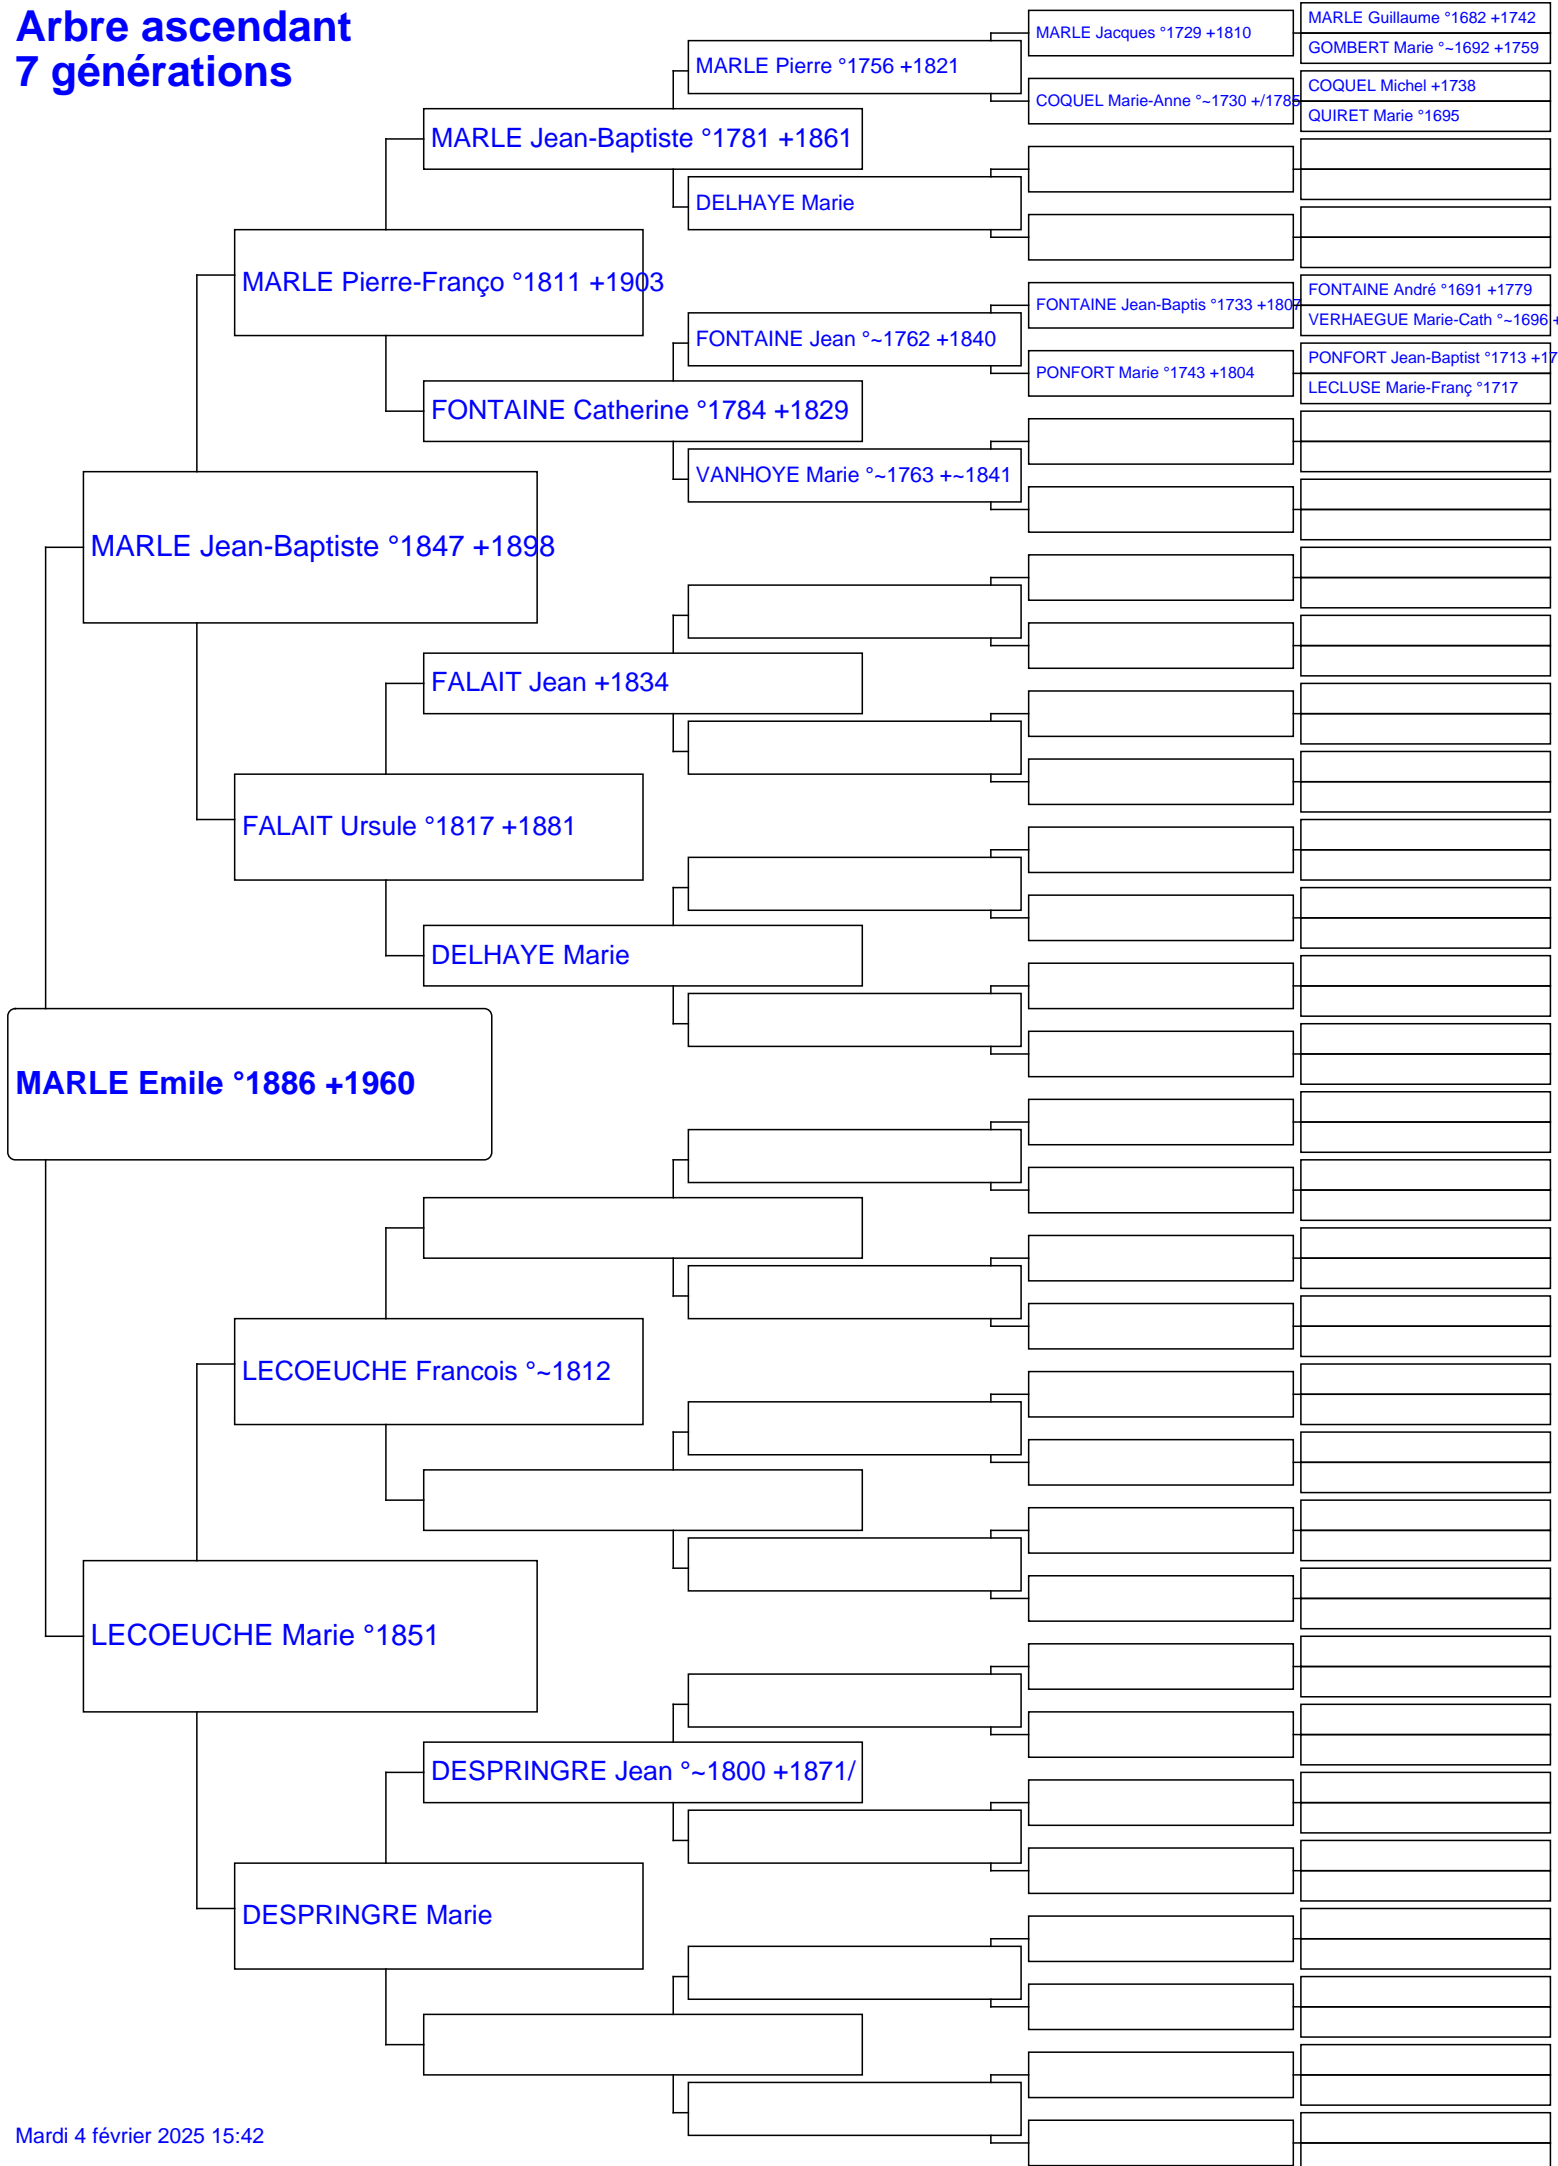 Arbre ascendant
7 générations
MARLE Emile °1886 +1960
MARLE Jean-Baptiste °1847 +1898
LECOEUCHE Marie °1851
MARLE Pierre-Franço °1811 +1903
FALAIT Ursule °1817 +1881
LECOEUCHE Francois °~1812
DESPRINGRE Marie
MARLE Jean-Baptiste °1781 +1861
FONTAINE Catherine °1784 +1829
FALAIT Jean +1834
DELHAYE Marie
DESPRINGRE Jean °~1800 +1871/
MARLE Pierre °1756 +1821
DELHAYE Marie
FONTAINE Jean °~1762 +1840
VANHOYE Marie °~1763 +~1841
MARLE Jacques °1729 +1810
COQUEL Marie-Anne °~1730 +/1785
FONTAINE Jean-Baptis °1733 +1807
PONFORT Marie °1743 +1804
MARLE Guillaume °1682 +1742
GOMBERT Marie °~1692 +1759
COQUEL Michel +1738
QUIRET Marie °1695
FONTAINE André °1691 +1779
VERHAEGUE Marie-Cath °~1696 +
PONFORT Jean-Baptist °1713 +17
LECLUSE Marie-Franç °1717
Mardi 4 février 2025 15:42